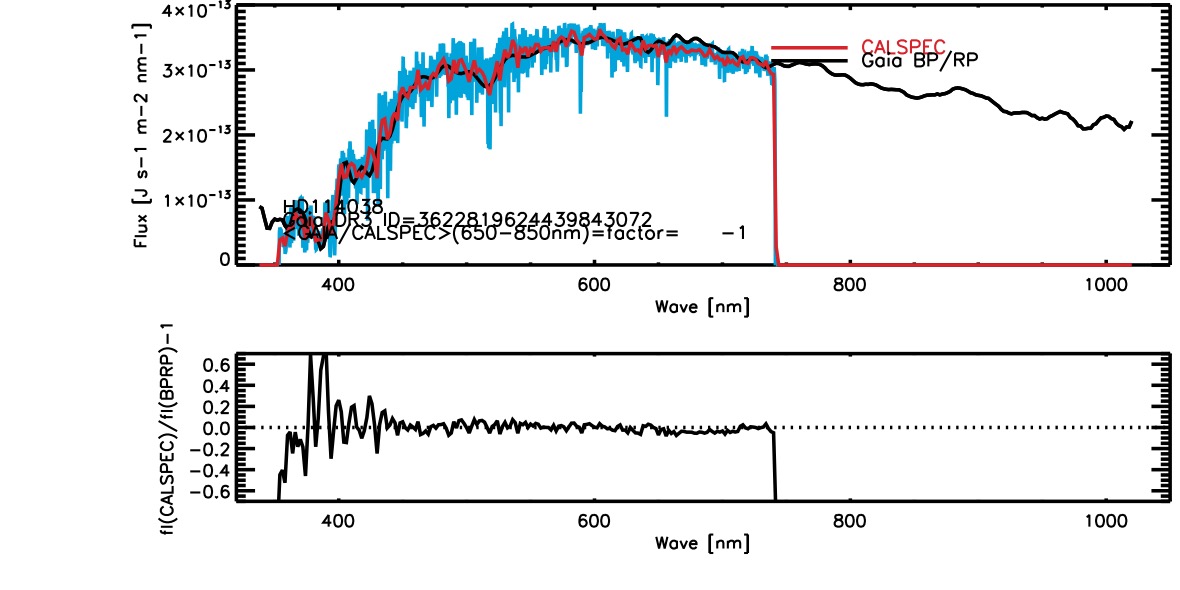 4×10−13
3×10−13
2×10−13
1×10−13
0
Flux [J s−1 m−2 nm−1]
CALSPEC
Gaia BP/RP
HD114038
Gaia DR3 ID=3622819624439843072
<GAIA/CALSPEC>(650−850nm)=factor= −1
400 600 800 1000
Wave [nm]
fl(CALSPEC)/fl(BPRP)−1
0.6
0.4
0.2
0.0
−0.2
−0.4
−0.6
400 600 800 1000
Wave [nm]